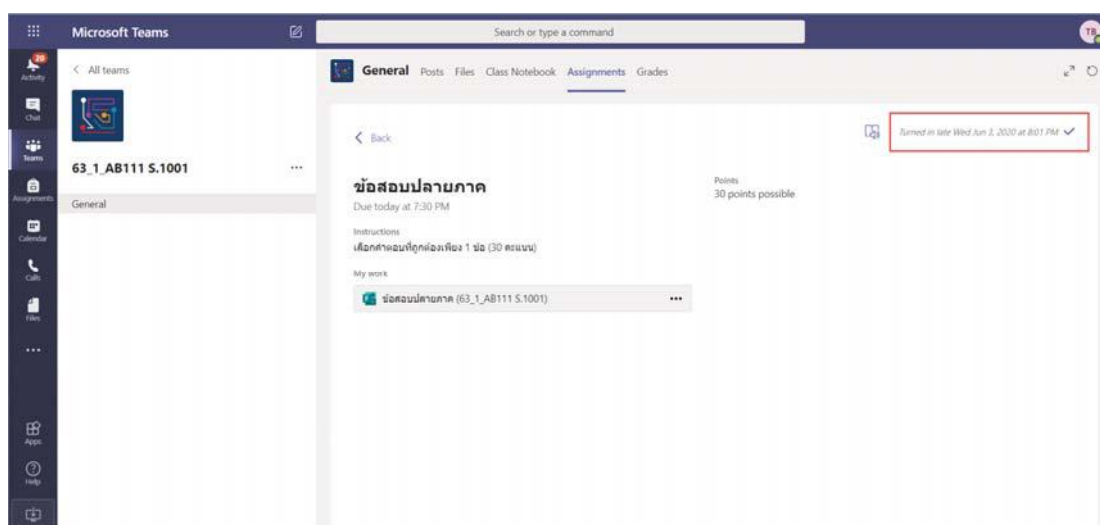 Microsoft Teams
Search or type a command
TB
20
Activity
Chat
Teams
Assignments
Calendar
Calls
Files
Apps
Help
All teams
63_1_AB111 S.1001
General
General Posts Files Class Notebook Assignments Grades
Back
Turned in late Wed Jun 3, 2020 at 8:01 PM
ข้อสอบปลายภาค
Due today at 7:30 PM
Points
30 points possible
Instructions
เลือกคำตอบที่ถูกต้องเพียง 1 ข้อ (30 คะแนน)
My work
ข้อสอบปลายภาค (63_1_AB111 S.1001)